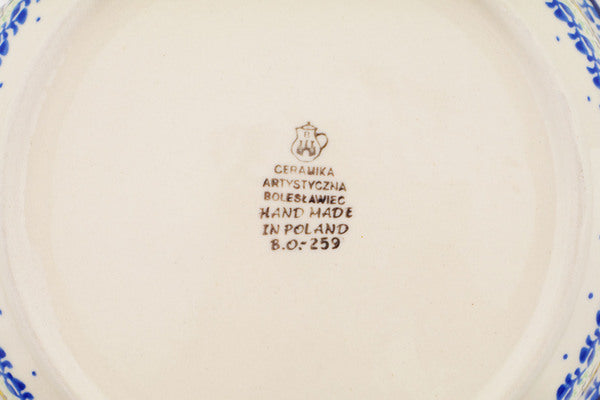 CERAMIKA
ARTYSTYCZNA
BOLESŁAWIEC
HAND MADE
IN POLAND
B.O.-259